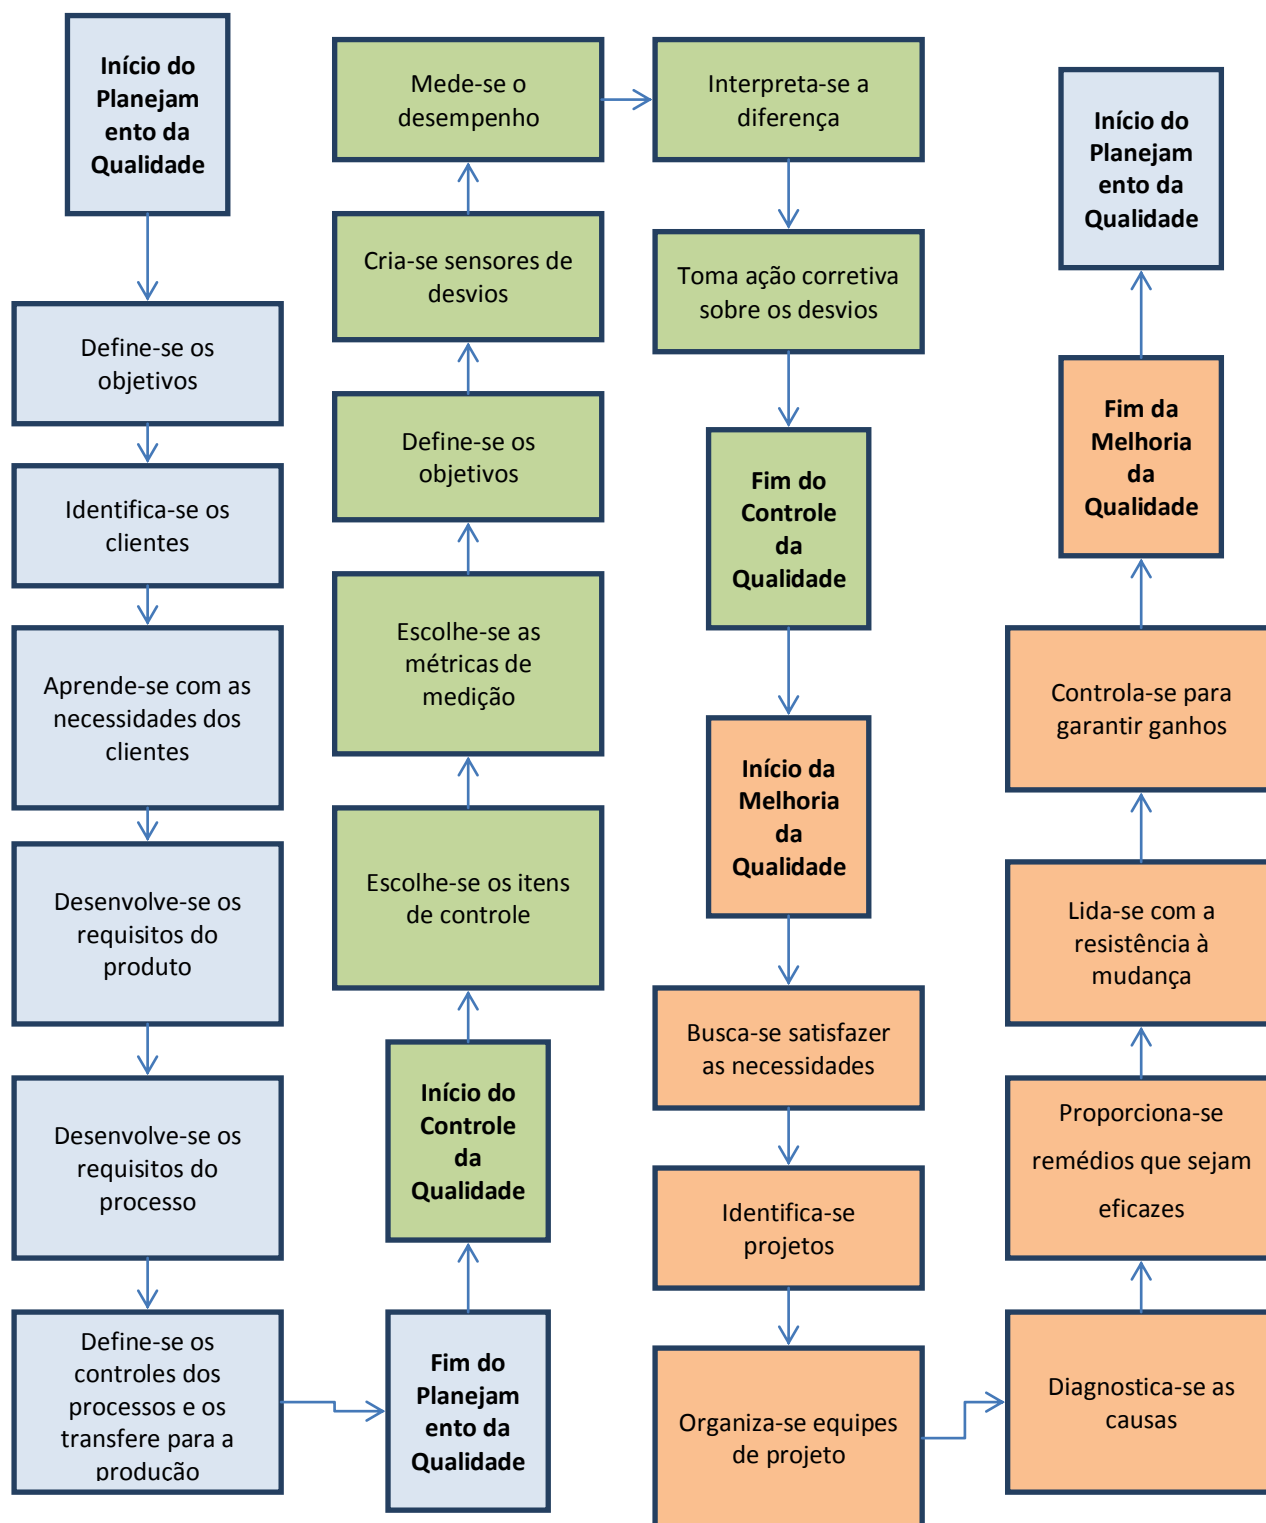 Início do
Planejam
ento da
Qualidade
Define-se os
objetivos
Identifica-se os
clientes
Aprende-se com as
necessidades dos
clientes
Desenvolve-se os
requisitos do
produto
Desenvolve-se os
requisitos do
processo
Define-se os
controles dos
processos e os
transfere para a
produção
Fim do
Planejam
ento da
Qualidade
Início do
Controle
da
Qualidade
Escolhe-se os itens
de controle
Escolhe-se as
métricas de
medição
Define-se os
objetivos
Cria-se sensores de
desvios
Mede-se o
desempenho
Interpreta-se a
diferença
Toma ação corretiva
sobre os desvios
Fim do
Controle
da
Qualidade
Início da
Melhoria
da
Qualidade
Busca-se satisfazer
as necessidades
Identifica-se
projetos
Organiza-se equipes
de projeto
Diagnostica-se as
causas
Proporciona-se
remédios que sejam
eficazes
Lida-se com a
resistência à
mudança
Controla-se para
garantir ganhos
Fim da
Melhoria
da
Qualidade
Início do
Planejam
ento da
Qualidade